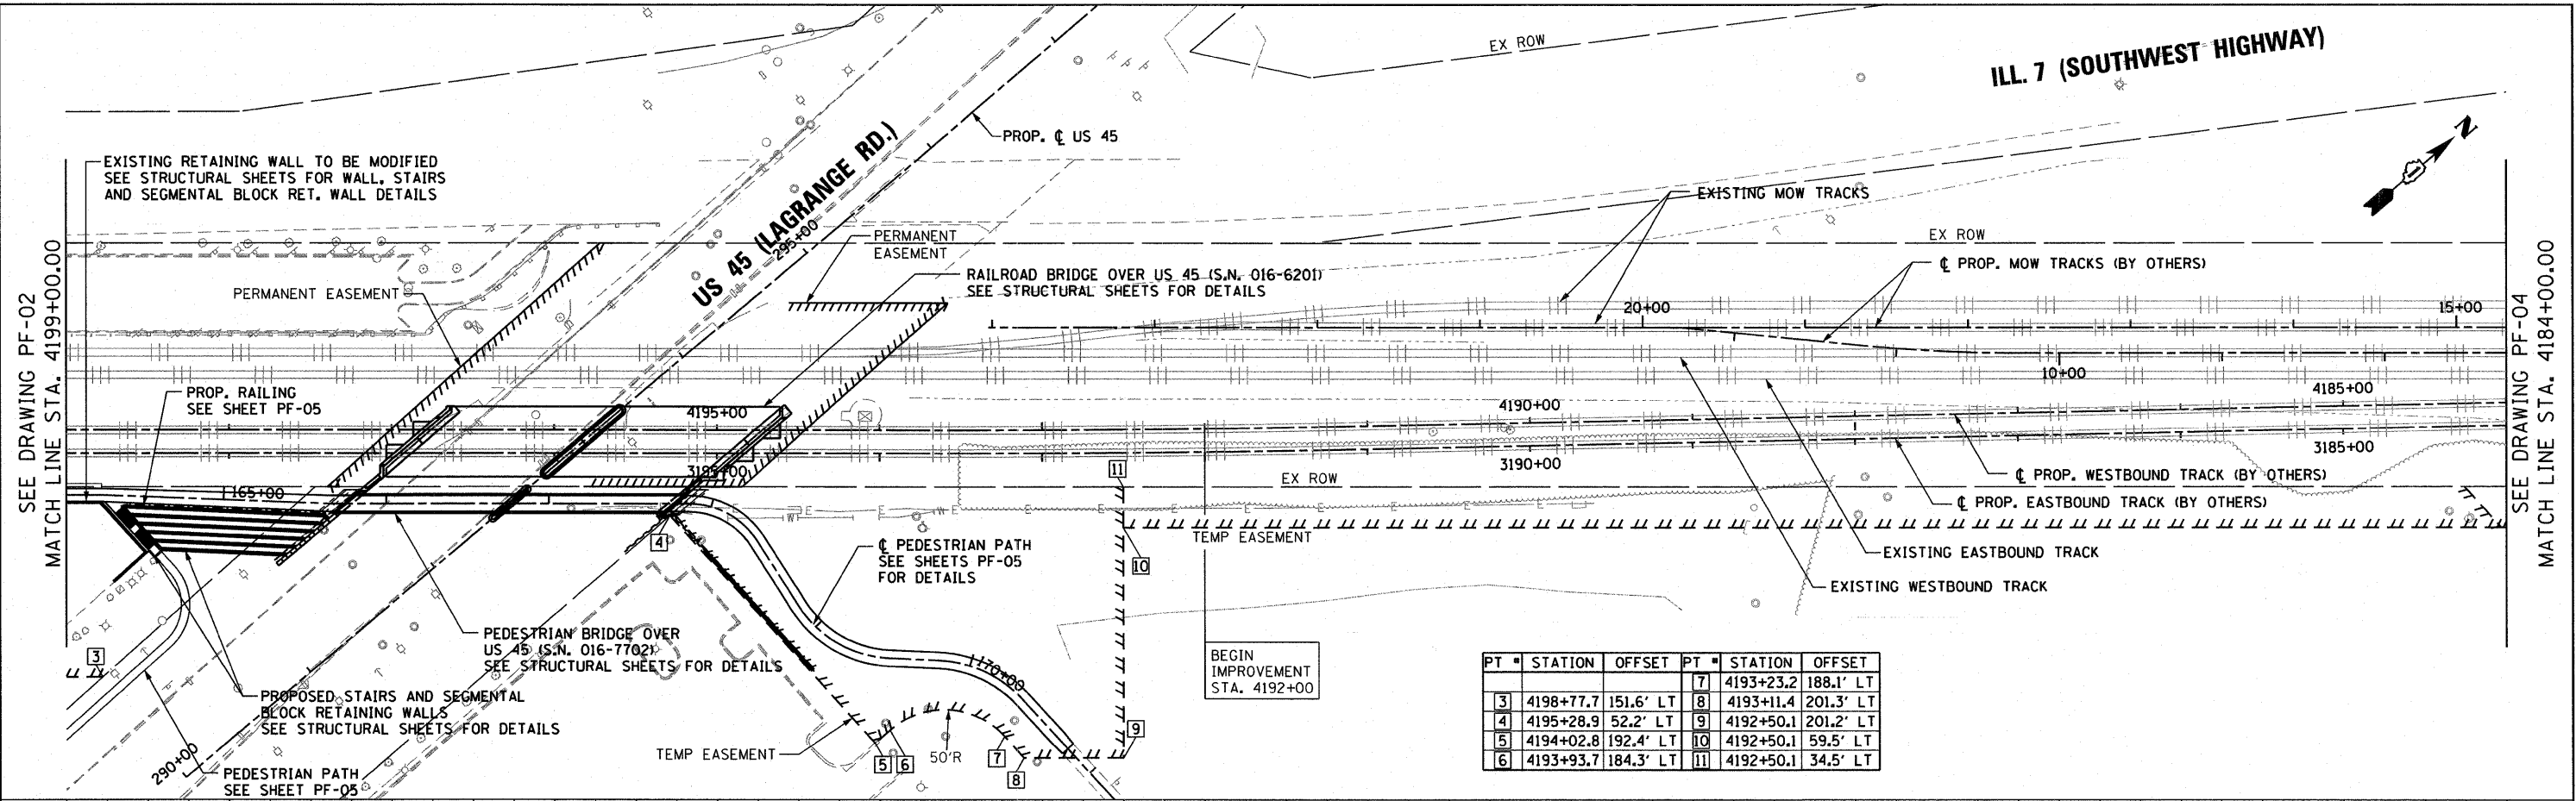 EX ROW
ILL. 7 (SOUTHWEST HIGHWAY)
N
PROP. ℄ US 45
EXISTING RETAINING WALL TO BE MODIFIED
SEE STRUCTURAL SHEETS FOR WALL, STAIRS
AND SEGMENTAL BLOCK RET. WALL DETAILS
US 45 (LAGRANGE RD.)
295+00
EXISTING MOW TRACKS
PERMANENT
EASEMENT
EX ROW
℄ PROP. MOW TRACKS (BY OTHERS)
RAILROAD BRIDGE OVER US 45 (S.N. 016-6201)
SEE STRUCTURAL SHEETS FOR DETAILS
PERMANENT EASEMENT
SEE DRAWING PF-02
MATCH LINE STA. 4199+00.00
SEE DRAWING PF-04
MATCH LINE STA. 4184+00.00
20+00
15+00
10+00
PROP. RAILING
SEE SHEET PF-05
4195+00
4190+00
4185+00
3195+00
3190+00
3185+00
11
EX ROW
℄ PROP. WESTBOUND TRACK (BY OTHERS)
165+00
℄ PROP. EASTBOUND TRACK (BY OTHERS)
E
W
E
E
W
E
E
E
E
E
E
E
TEMP EASEMENT
4
℄ PEDESTRIAN PATH
SEE SHEETS PF-05
FOR DETAILS
EXISTING EASTBOUND TRACK
10
EXISTING WESTBOUND TRACK
PEDESTRIAN BRIDGE OVER
US 45 (S.N. 016-7702)
SEE STRUCTURAL SHEETS FOR DETAILS
3
1170+00
BEGIN
IMPROVEMENT
STA. 4192+00
PROPOSED STAIRS AND SEGMENTAL
BLOCK RETAINING WALLS
SEE STRUCTURAL SHEETS FOR DETAILS
9
TEMP EASEMENT
5 6 50'R 7
8
290+00
PEDESTRIAN PATH
SEE SHEET PF-05
PT # STATION OFFSET PT # STATION OFFSET
7 4193+23.2 188.1' LT
3 4198+77.7 151.6' LT 8 4193+11.4 201.3' LT
4 4195+28.9 52.2' LT 9 4192+50.1 201.2' LT
5 4194+02.8 192.4' LT 10 4192+50.1 59.5' LT
6 4193+93.7 184.3' LT 11 4192+50.1 34.5' LT